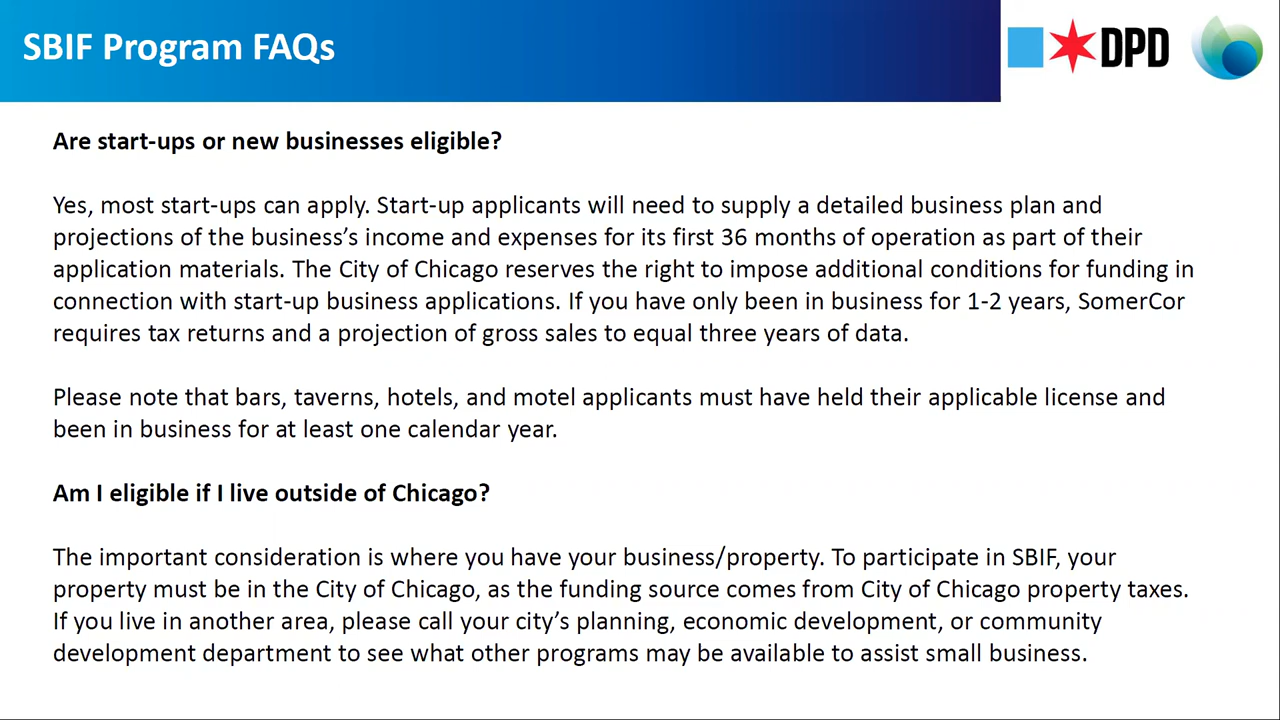 SBIF Program FAQs
DPD
Are start-ups or new businesses eligible?
Yes, most start-ups can apply. Start-up applicants will need to supply a detailed business plan and
projections of the business’s income and expenses for its first 36 months of operation as part of their
application materials. The City of Chicago reserves the right to impose additional conditions for funding in
connection with start-up business applications. If you have only been in business for 1-2 years, SomerCor
requires tax returns and a projection of gross sales to equal three years of data.
Please note that bars, taverns, hotels, and motel applicants must have held their applicable license and
been in business for at least one calendar year.
Am I eligible if I live outside of Chicago?
The important consideration is where you have your business/property. To participate in SBIF, your
property must be in the City of Chicago, as the funding source comes from City of Chicago property taxes.
If you live in another area, please call your city’s planning, economic development, or community
development department to see what other programs may be available to assist small business.